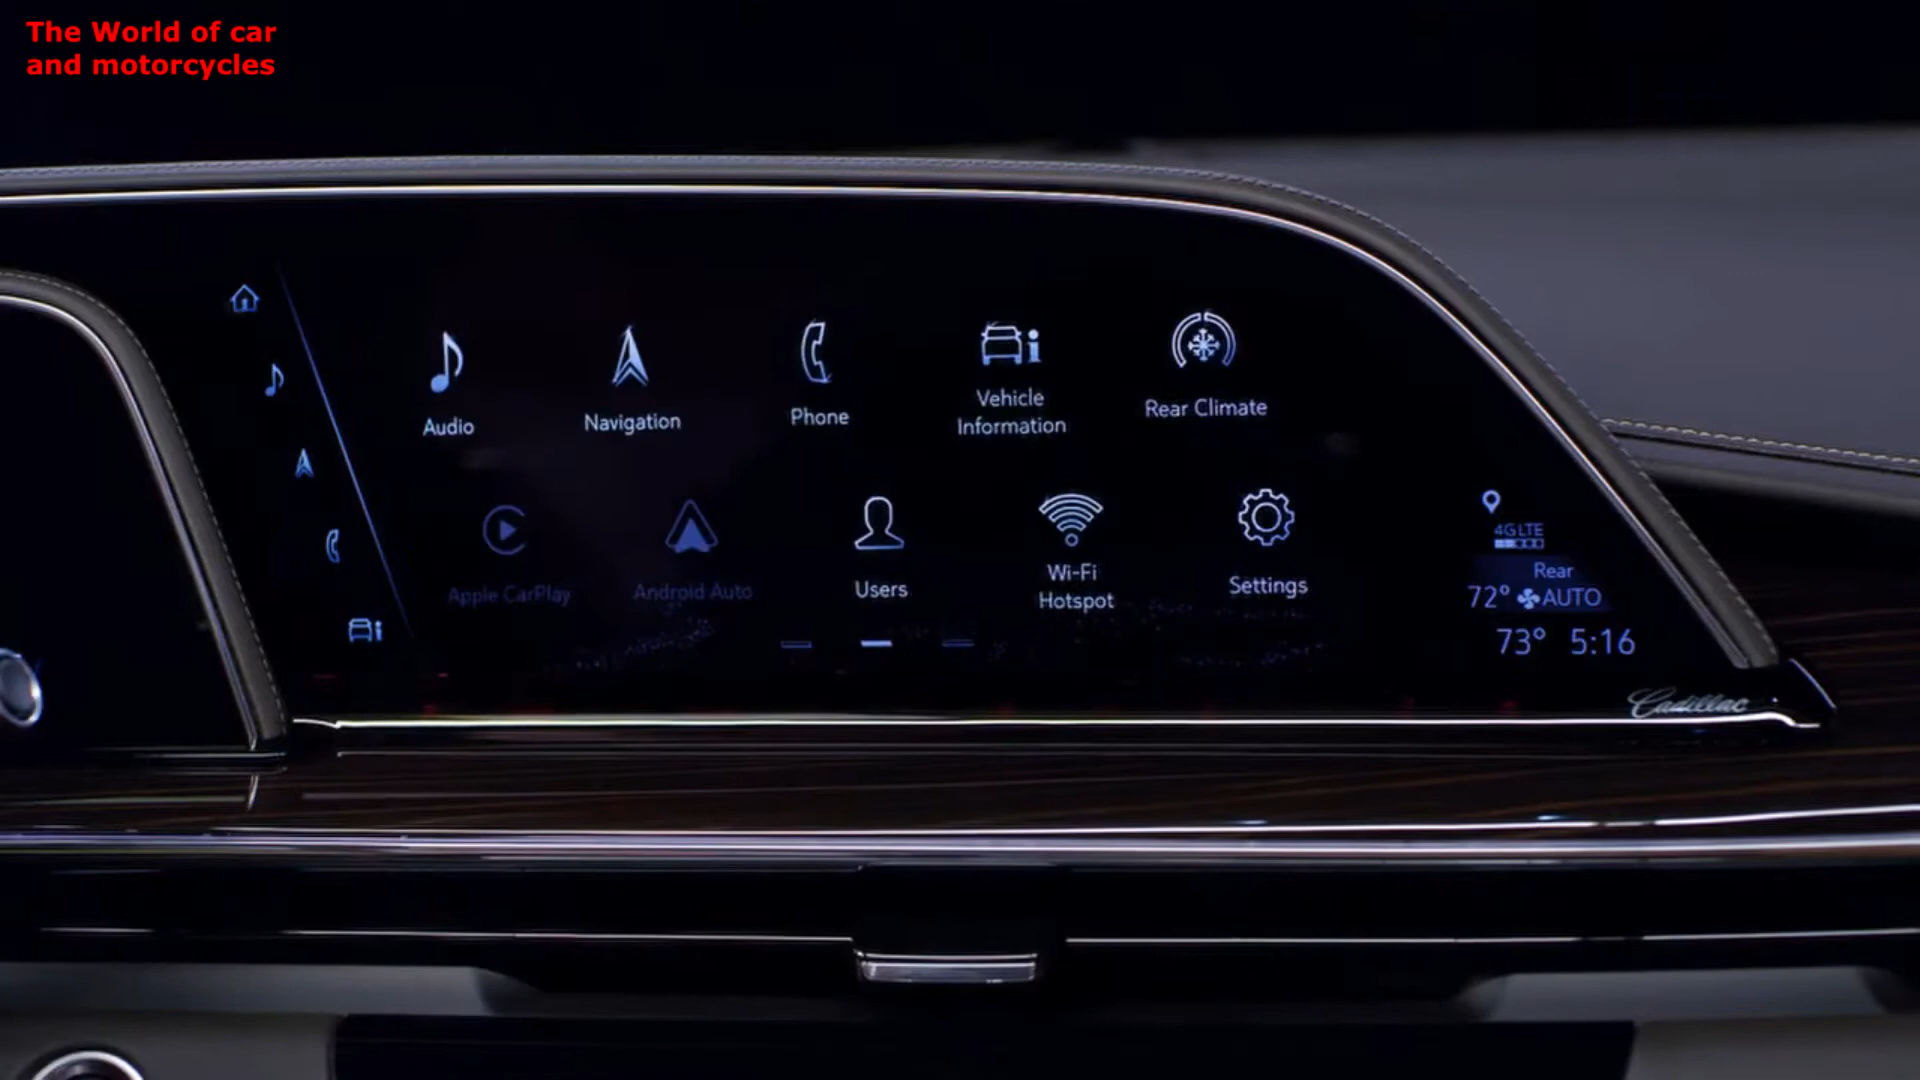 The World of car
and motorcycles
Audio
Navigation
Phone
Vehicle
Information
Rear Climate
Apple CarPlay
Android Auto
Users
Wi-Fi
Hotspot
Settings
4G LTE
Rear
72° AUTO
73° 5:16
Cadillac